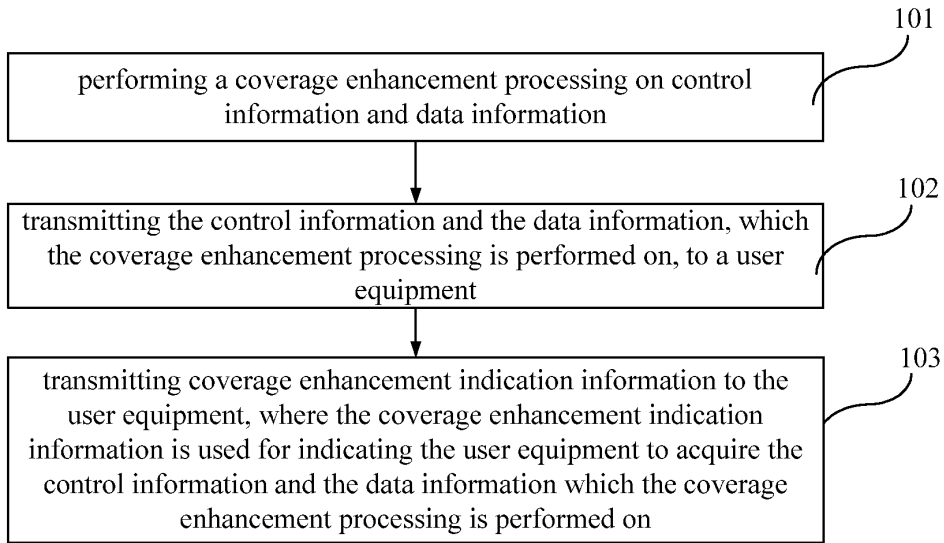 101
performing a coverage enhancement processing on control
information and data information
102
transmitting the control information and the data information, which
the coverage enhancement processing is performed on, to a user
equipment
103
transmitting coverage enhancement indication information to the
user equipment, where the coverage enhancement indication
information is used for indicating the user equipment to acquire the
control information and the data information which the coverage
enhancement processing is performed on